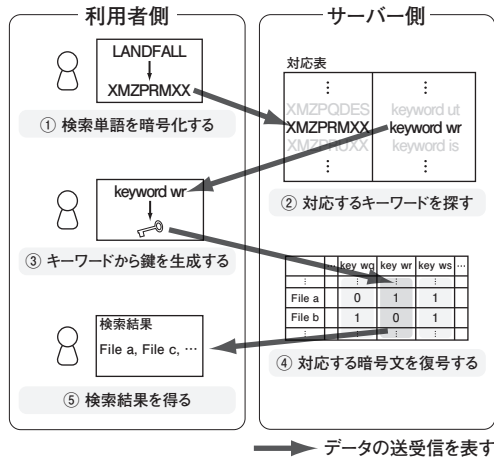 利用者側
サーバー側
LANDFALL
XMZPRMXX
① 検索単語を暗号化する
対応表
⋮ ⋮
XMZPQDES keyword ut
XMZPRMXX keyword wr
XMZPRUXX keyword is
⋮ ⋮
② 対応するキーワードを探す
keyword wr
③ キーワードから鍵を生成する
… key wq key wr key ws …
⋮ ⋮ ⋮ ⋮
File a 0 1 1
File b 1 0 1
⋮ ⋮ ⋮ ⋮
④ 対応する暗号文を復号する
検索結果
File a, File c, …
⑤ 検索結果を得る
データの送受信を表す